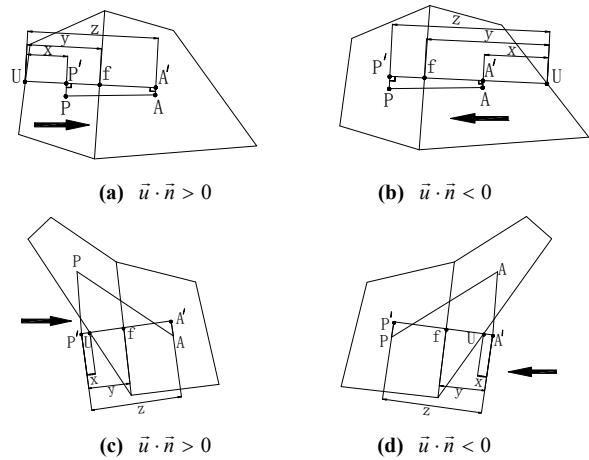 z
y
x
U
P'
f
A'
P
A
(a) u⃗ · n⃗ > 0
z
y
x
P'
f
A'
U
P
A
(b) u⃗ · n⃗ < 0
P
P'
U
f
A'
A
x
y
z
(c) u⃗ · n⃗ > 0
A
P'
P
f
U
A'
x
y
z
(d) u⃗ · n⃗ < 0